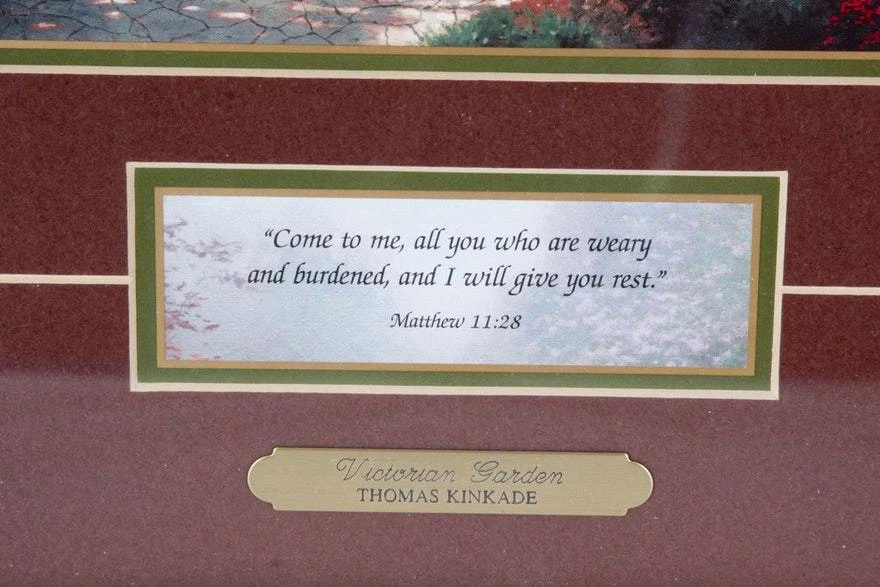 “Come to me, all you who are weary
and burdened, and I will give you rest.”
Matthew 11:28
Victorian Garden
THOMAS KINKADE